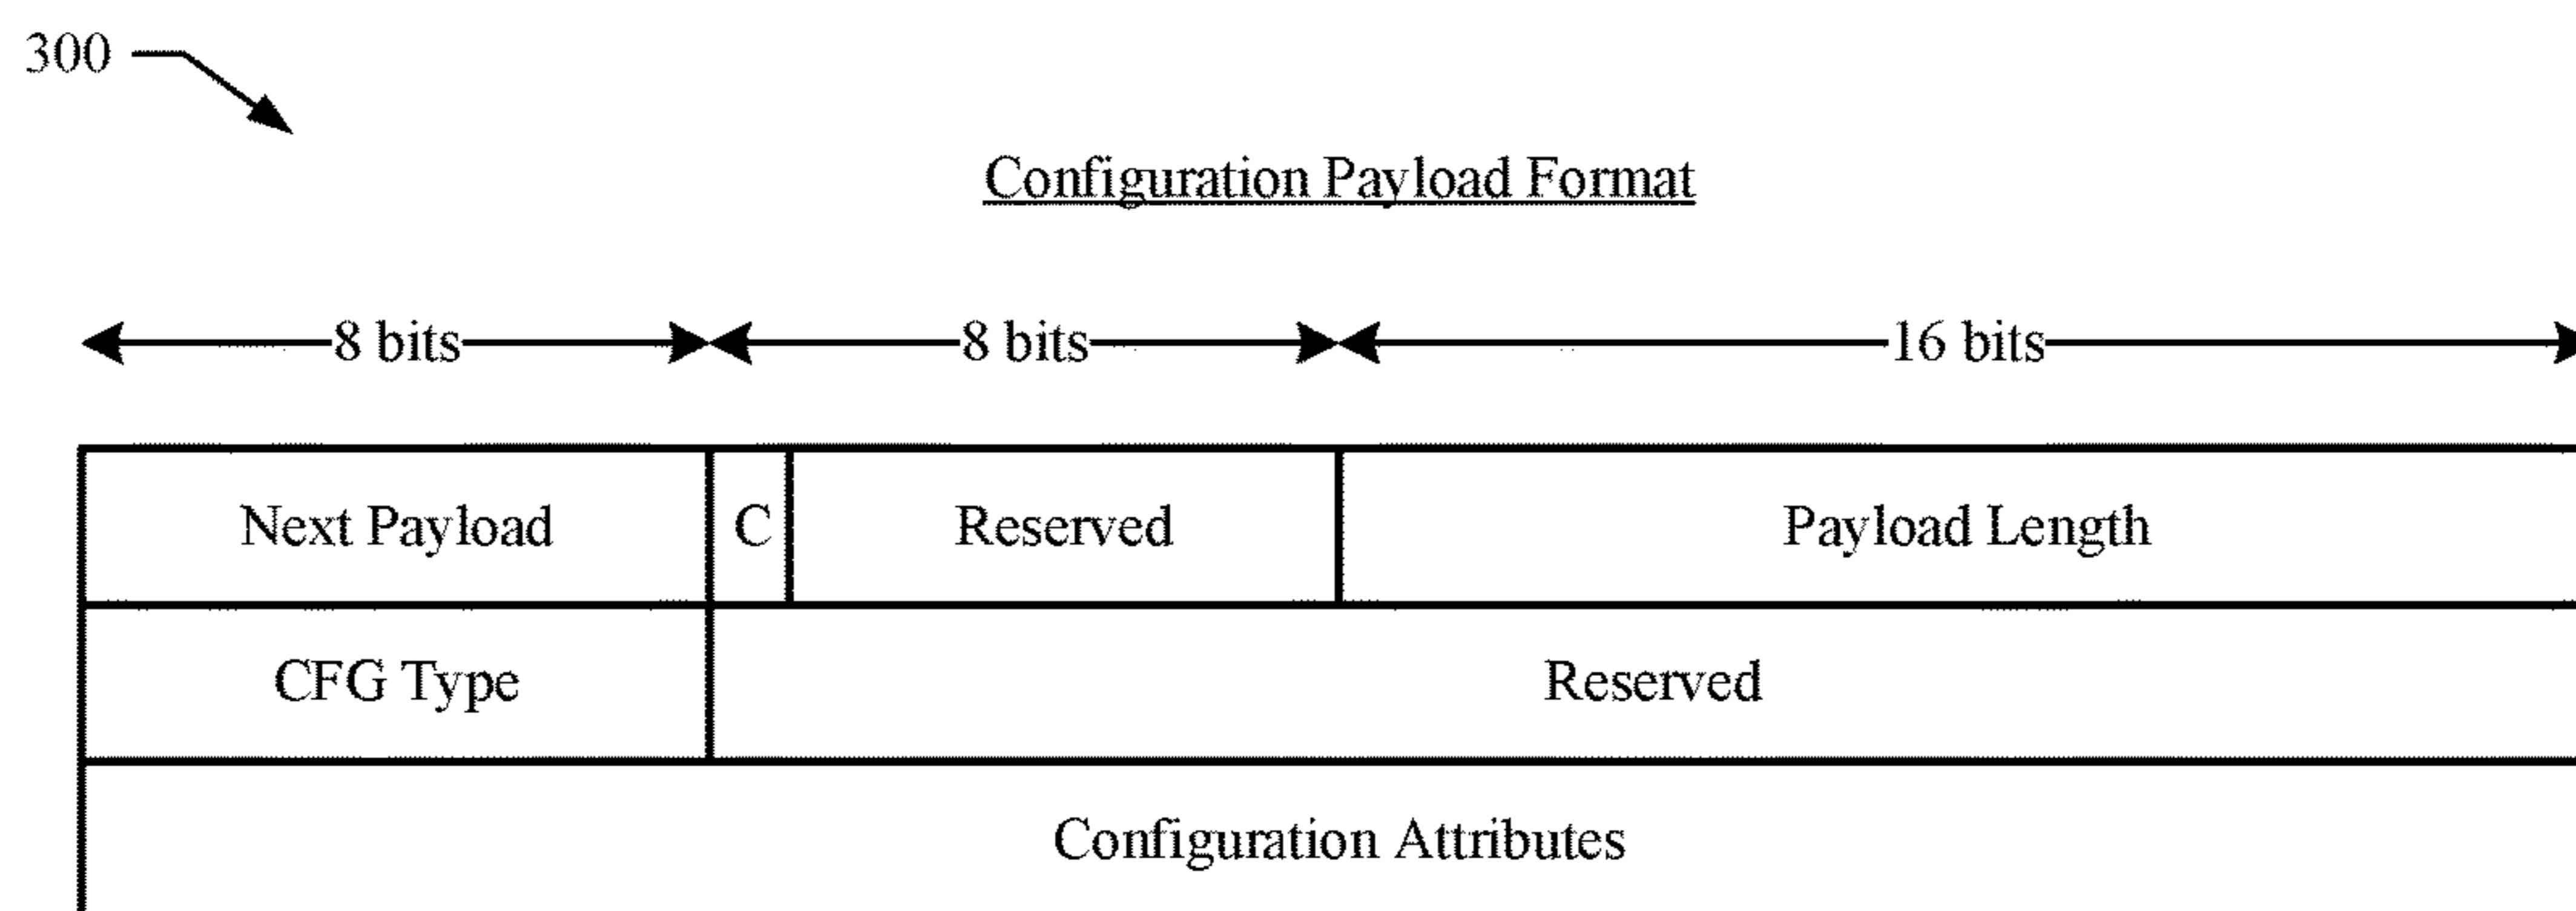 300
Configuration Payload Format
8 bits 8 bits 16 bits
Next Payload C Reserved Payload Length
CFG Type Reserved
Configuration Attributes